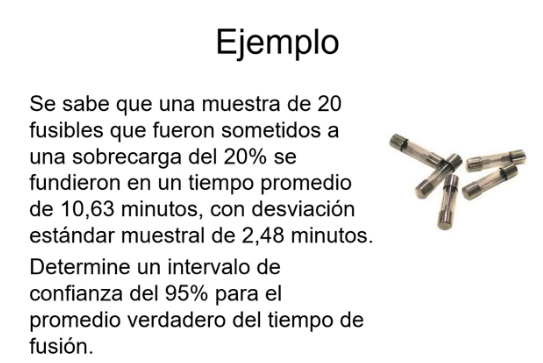 Ejemplo
Se sabe que una muestra de 20
fusibles que fueron sometidos a
una sobrecarga del 20% se
fundieron en un tiempo promedio
de 10,63 minutos, con desviación
estándar muestral de 2,48 minutos.
Determine un intervalo de
confianza del 95% para el
promedio verdadero del tiempo de
fusión.